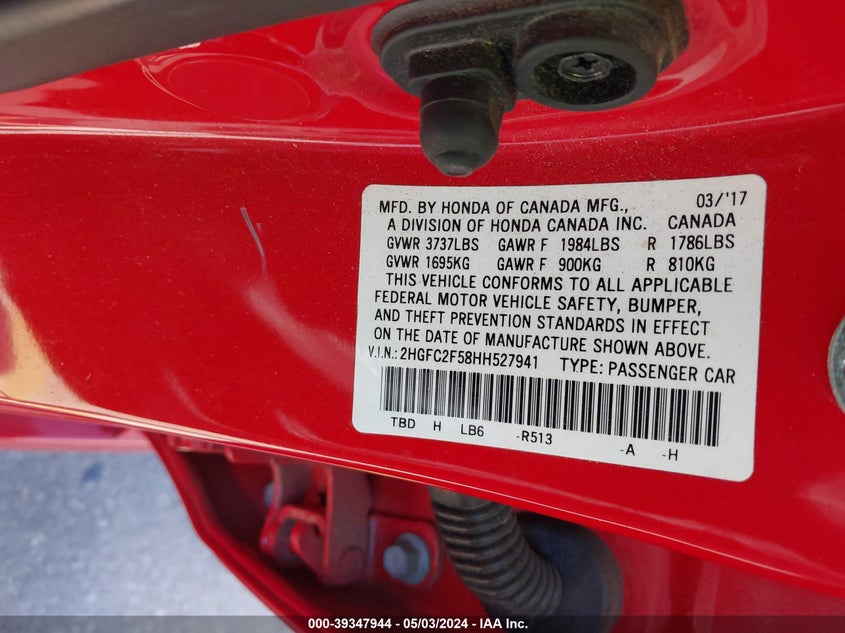 MFD. BY HONDA OF CANADA MFG., 03/'17
A DIVISION OF HONDA CANADA INC. CANADA
GVWR 3737LBS GAWR F 1984LBS R 1786LBS
GVWR 1695KG GAWR F 900KG R 810KG
THIS VEHICLE CONFORMS TO ALL APPLICABLE
FEDERAL MOTOR VEHICLE SAFETY, BUMPER,
AND THEFT PREVENTION STANDARDS IN EFFECT
ON THE DATE OF MANUFACTURE SHOWN ABOVE.
V.I.N.: 2HGFC2F58HH527941 TYPE: PASSENGER CAR
TBD H LB6 -R513 -A -H
000-39347944 - 05/03/2024 - IAA Inc.